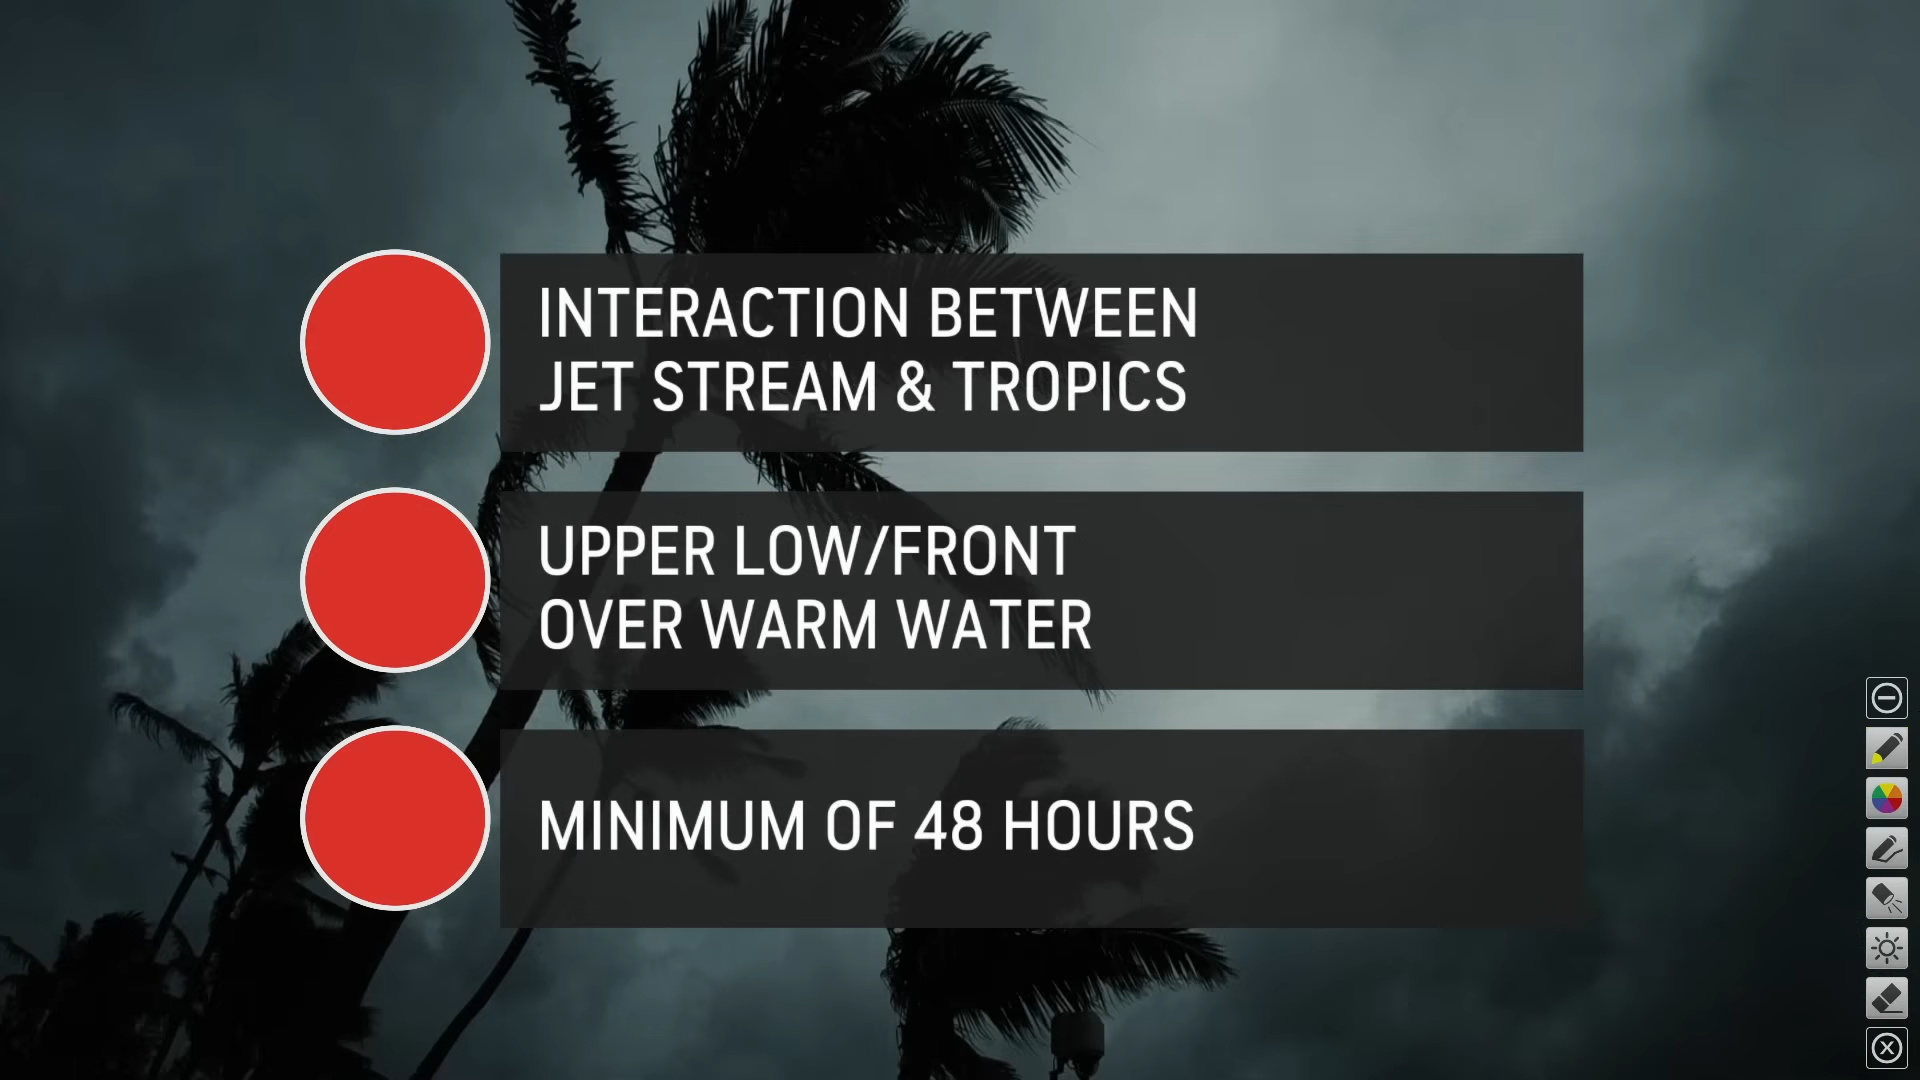 INTERACTION BETWEEN
JET STREAM & TROPICS
UPPER LOW/FRONT
OVER WARM WATER
MINIMUM OF 48 HOURS